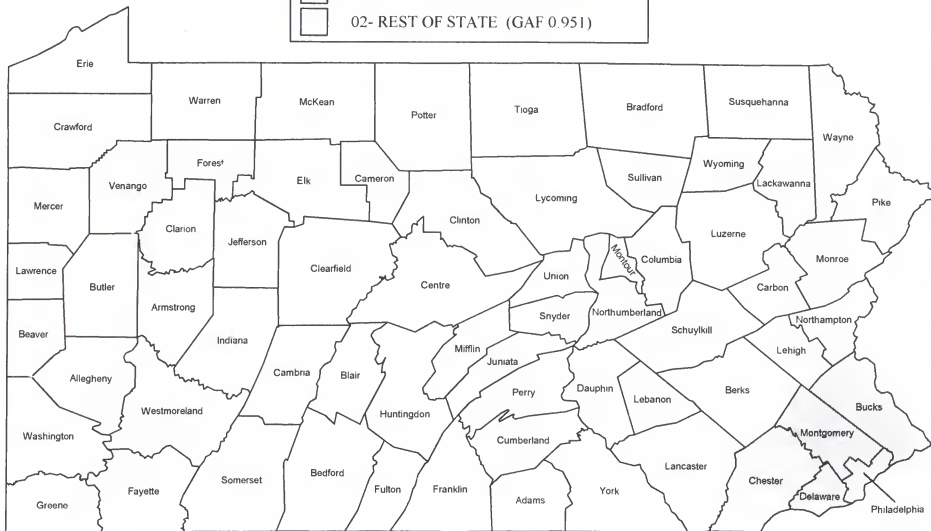 02- REST OF STATE (GAF 0.951)
Erie
Warren
McKean
Potter
Tioga
Bradford
Susquehanna
Wayne
Crawford
Forest
Elk
Cameron
Sullivan
Wyoming
Lackawanna
Venango
Mercer
Clarion
Jefferson
Clinton
Lycoming
Pike
Luzerne
Monroe
Lawrence
Butler
Clearfield
Centre
Union
Montour
Columbia
Carbon
Armstrong
Snyder
Northumberland
Schuylkill
Northampton
Beaver
Indiana
Mifflin
Juniata
Lehigh
Allegheny
Cambria
Blair
Huntingdon
Perry
Dauphin
Lebanon
Berks
Bucks
Westmoreland
Washington
Cumberland
Montgomery
Somerset
Bedford
Fulton
Franklin
Lancaster
Chester
Greene
Fayette
Adams
York
Delaware
Philadelphia